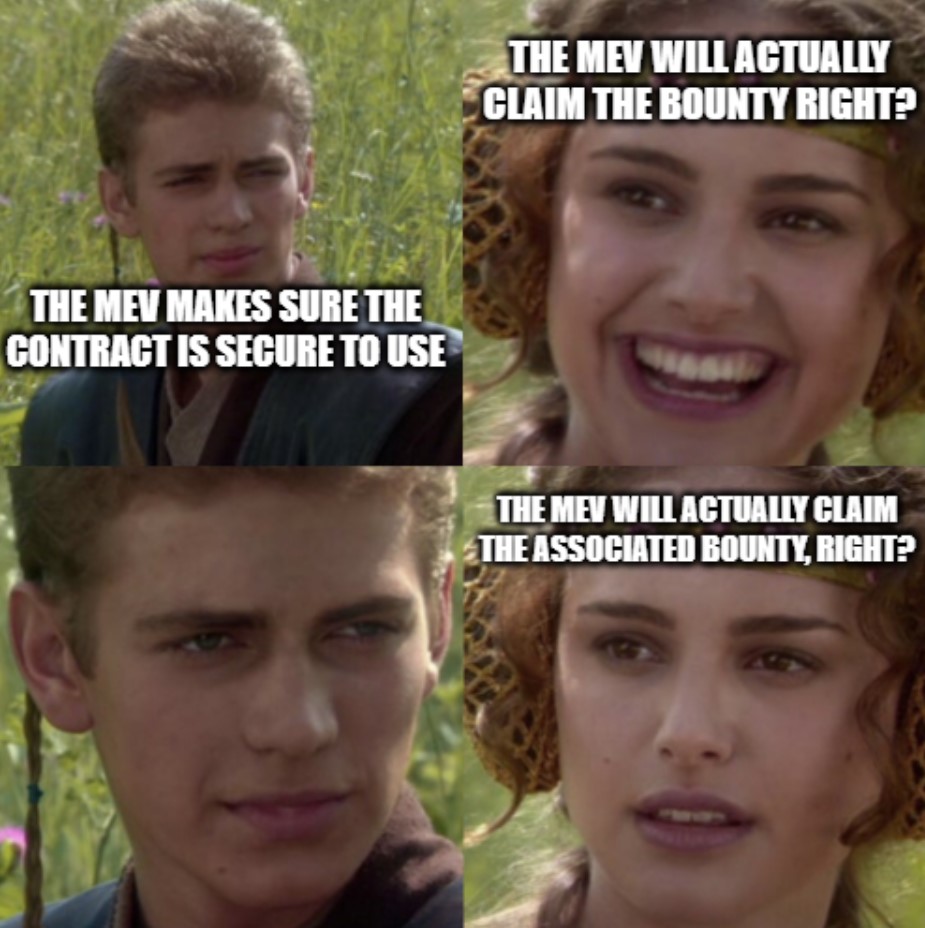 THE MEV WILL ACTUALLY
CLAIM THE BOUNTY RIGHT?
THE MEV MAKES SURE THE
CONTRACT IS SECURE TO USE
THE MEV WILL ACTUALLY CLAIM
THE ASSOCIATED BOUNTY, RIGHT?